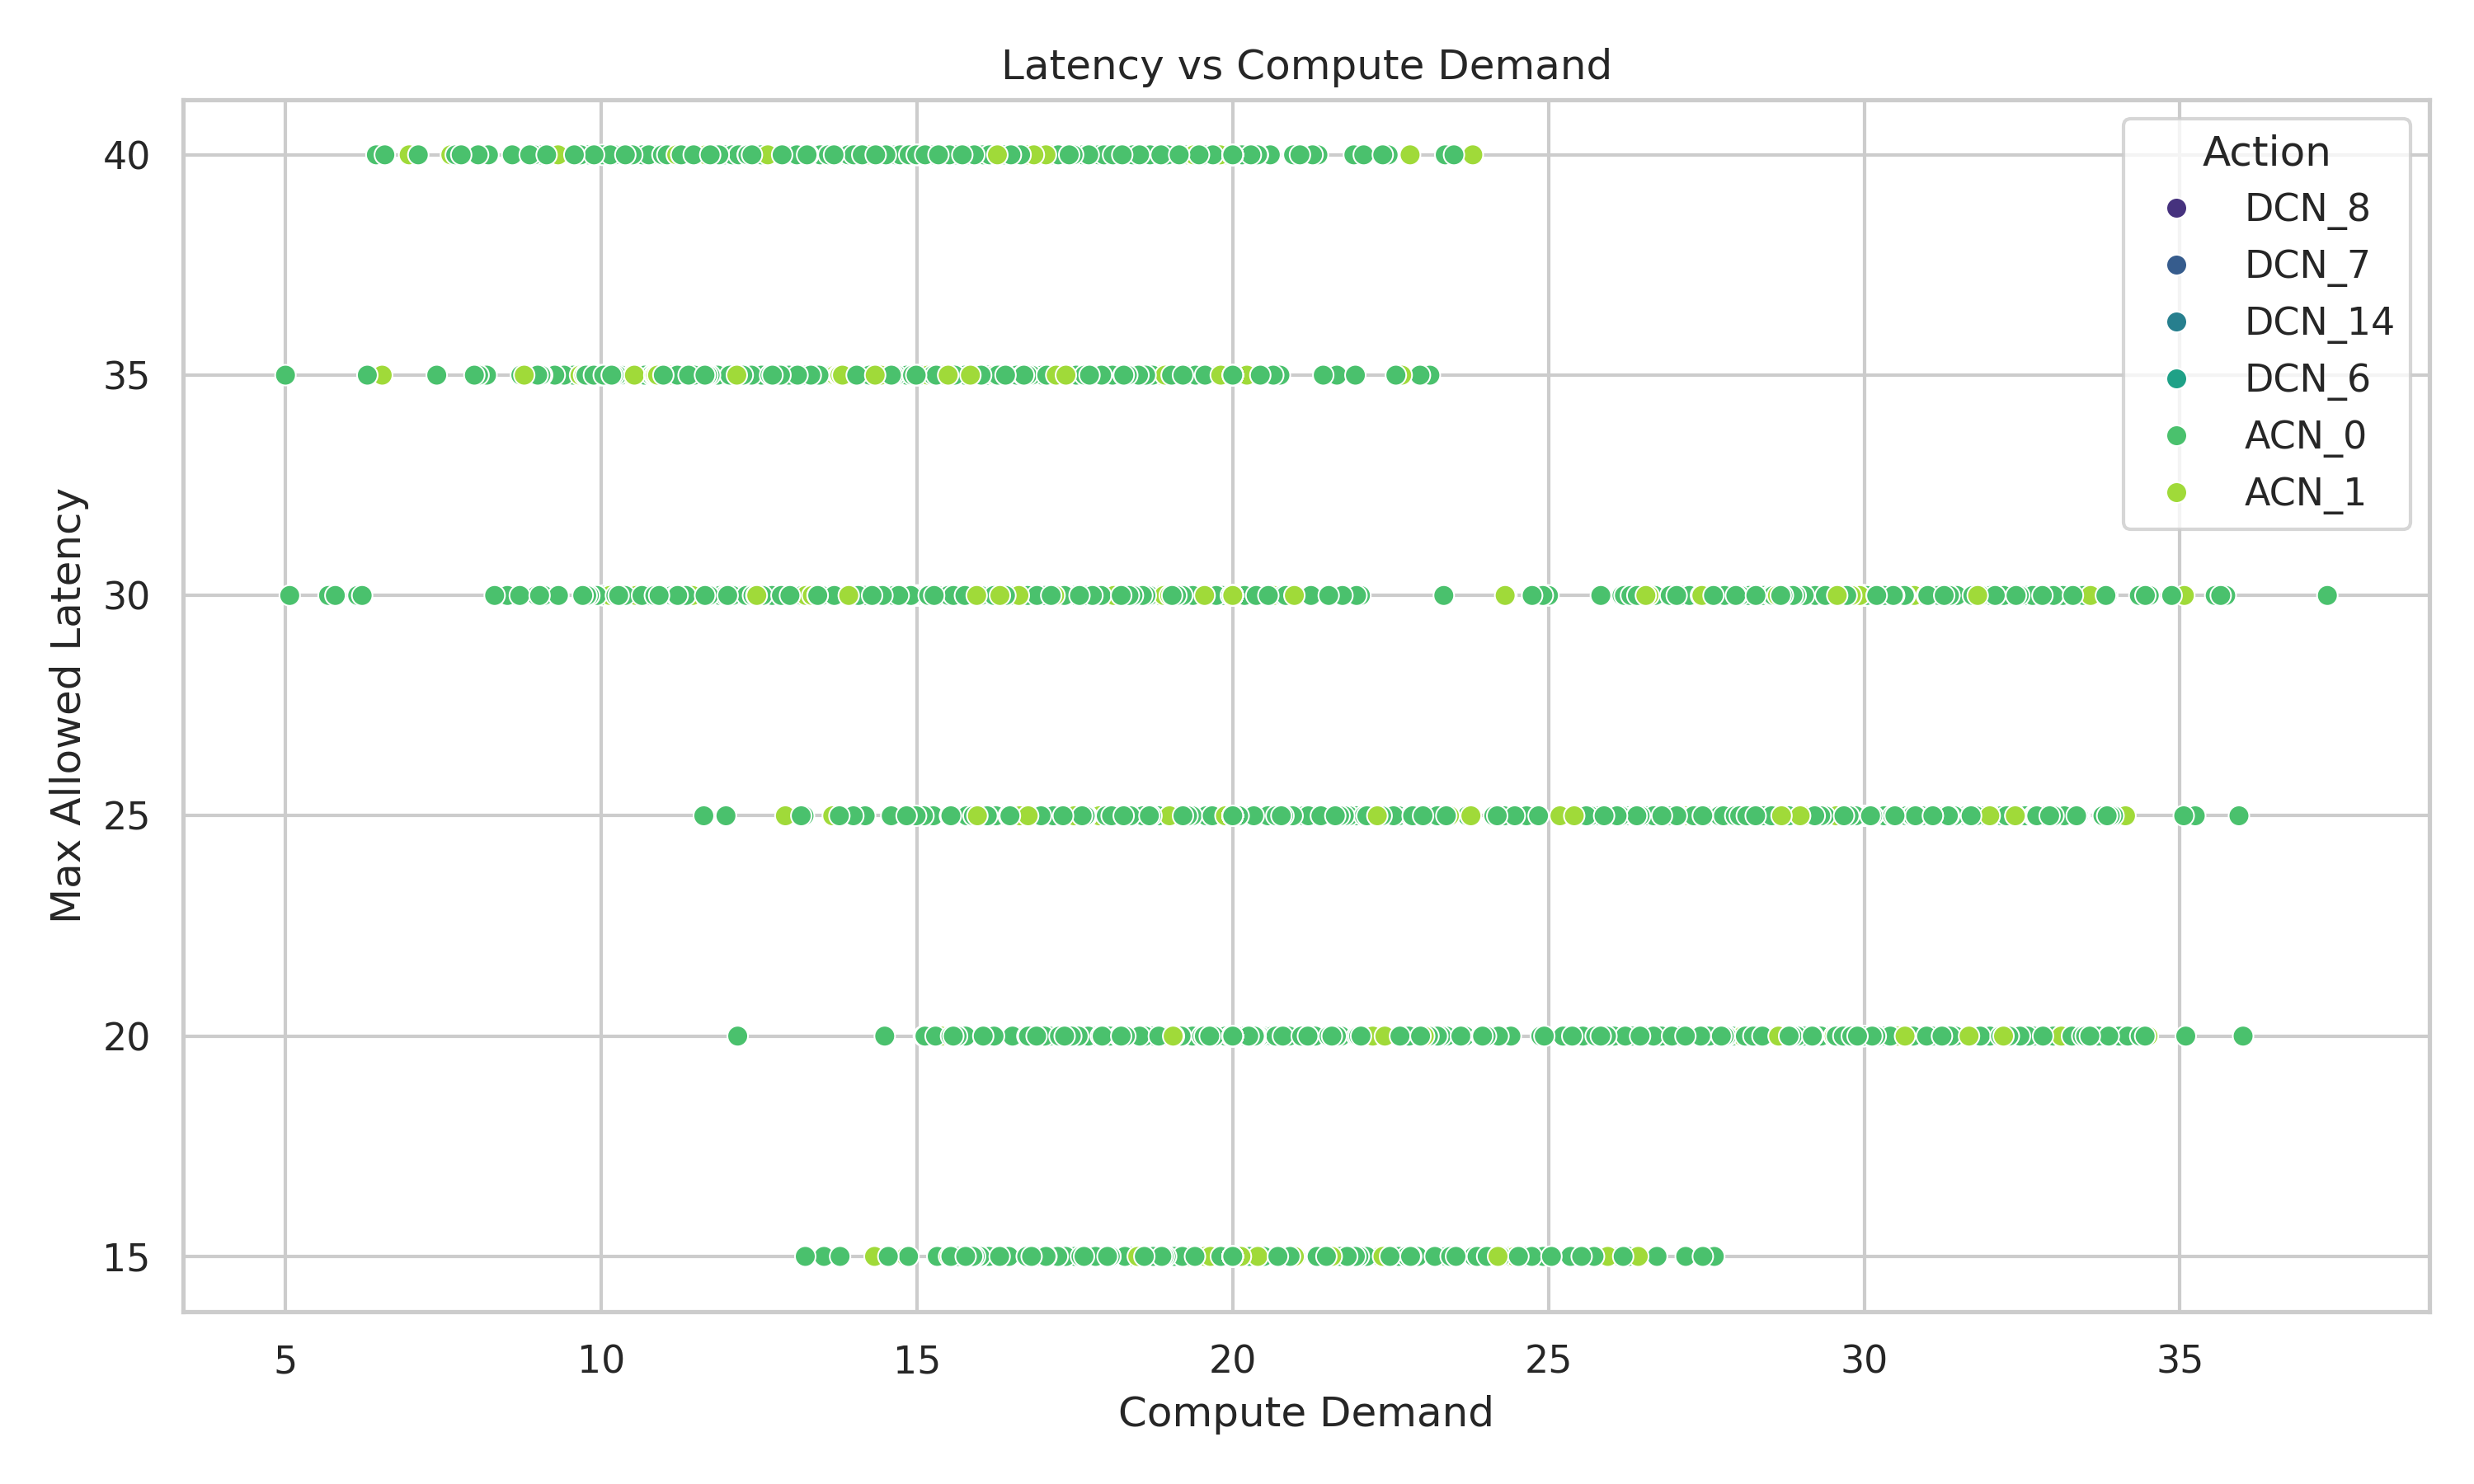 Latency vs Compute Demand
Action
DCN_8
DCN_7
DCN_14
DCN_6
ACN_0
ACN_1
Max Allowed Latency
40
35
30
25
20
15
5 10 15 20 25 30 35
Compute Demand